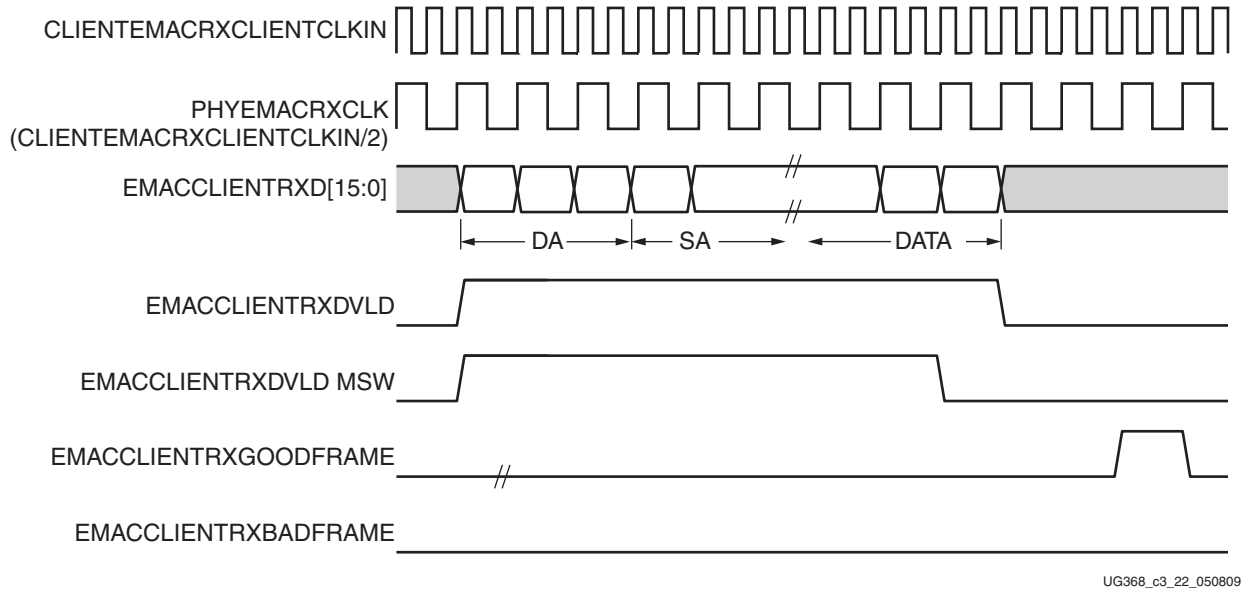 CLIENTEMACRXCLIENTCLKIN
PHYEMACRXCLK
(CLIENTEMACRXCLIENTCLKIN/2)
EMACCLIENTRXD[15:0]
DA SA DATA
EMACCLIENTRXDVLD
EMACCLIENTRXDVLD MSW
EMACCLIENTRXGOODFRAME
EMACCLIENTRXBADFRAME
UG368_c3_22_050809